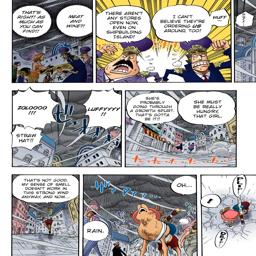 HUFF
I CAN'T
BELIEVE
THEY'RE
ORDERING US
AROUND, TOO!
THERE
AREN'T ANY
STORES OPEN
NOW, EVEN ON
SHIPBUILDING
ISLAND!
MEAT
AND
WINE?!
THAT'S
RIGHT! AS
MUCH AS
YOU CAN
FIND!!
SHE MUST
BE REALLY
HUNGRY,
THAT GIRL.
SHE'S
PROBABLY
GOING
THROUGH A
GROWTH SPURT,
THAT'S GOTTA
BE IT!!
LUFFYYYY
!!
ZOLOOOO
!!!
STRAW
HAT!!
OH...
RAIN.
THAT'S NOT GOOD.
MY SENSE OF SMELL
DOESN'T WORK IN
THIS STRONG WIND
ANYWAY, AND NOW...